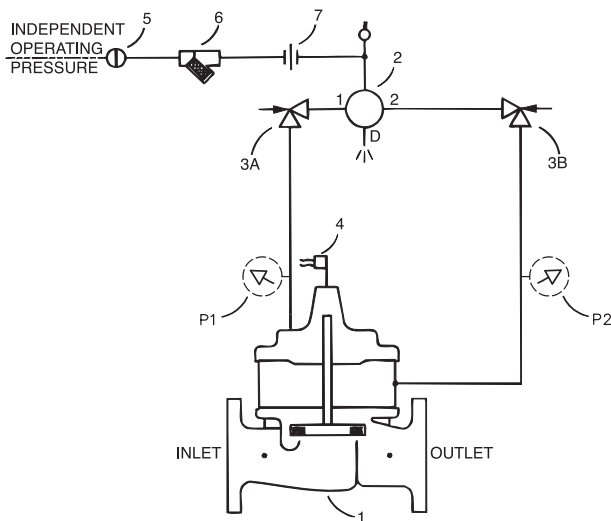 INDEPENDENT
OPERATING
PRESSURE
5
6
7
2
1
2
D
3A
3B
4
P1
P2
INLET
OUTLET
1